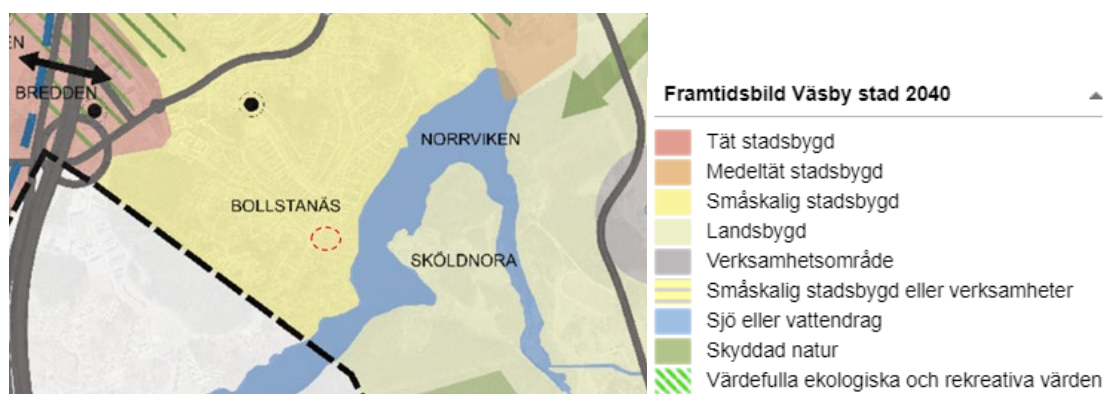 EN
BREDDEN
NORRVIKEN
BOLLSTANÄS
SKÖLDNORA
Framtidsbild Väsby stad 2040
Tät stadsbygd
Medeltät stadsbygd
Småskalig stadsbygd
Landsbygd
Verksamhetsområde
Småskalig stadsbygd eller verksamheter
Sjö eller vattendrag
Skyddad natur
Värdefulla ekologiska och rekreativa värden